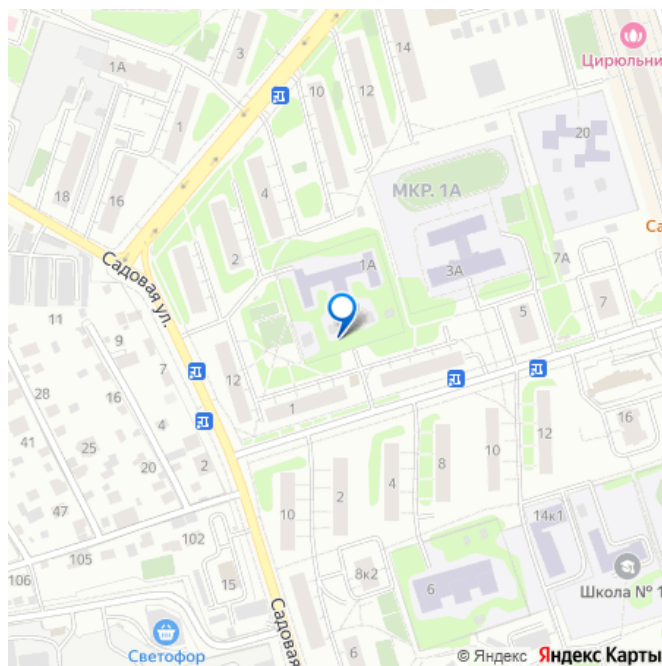 3
14
1А
Цирюльни
10
12
1
20
МКР. 1А
18
16
4
2
1А
3А
7А
Са
Садовая ул.
5
7
11
9
7
12
28
16
1
4
41
25
16
8
10
12
20
2
4
2
47
10
14к1
102
105
8к2
6
106
15
Школа № 1
Садовая
Светофор
6
© Яндекс Яндекс Карты